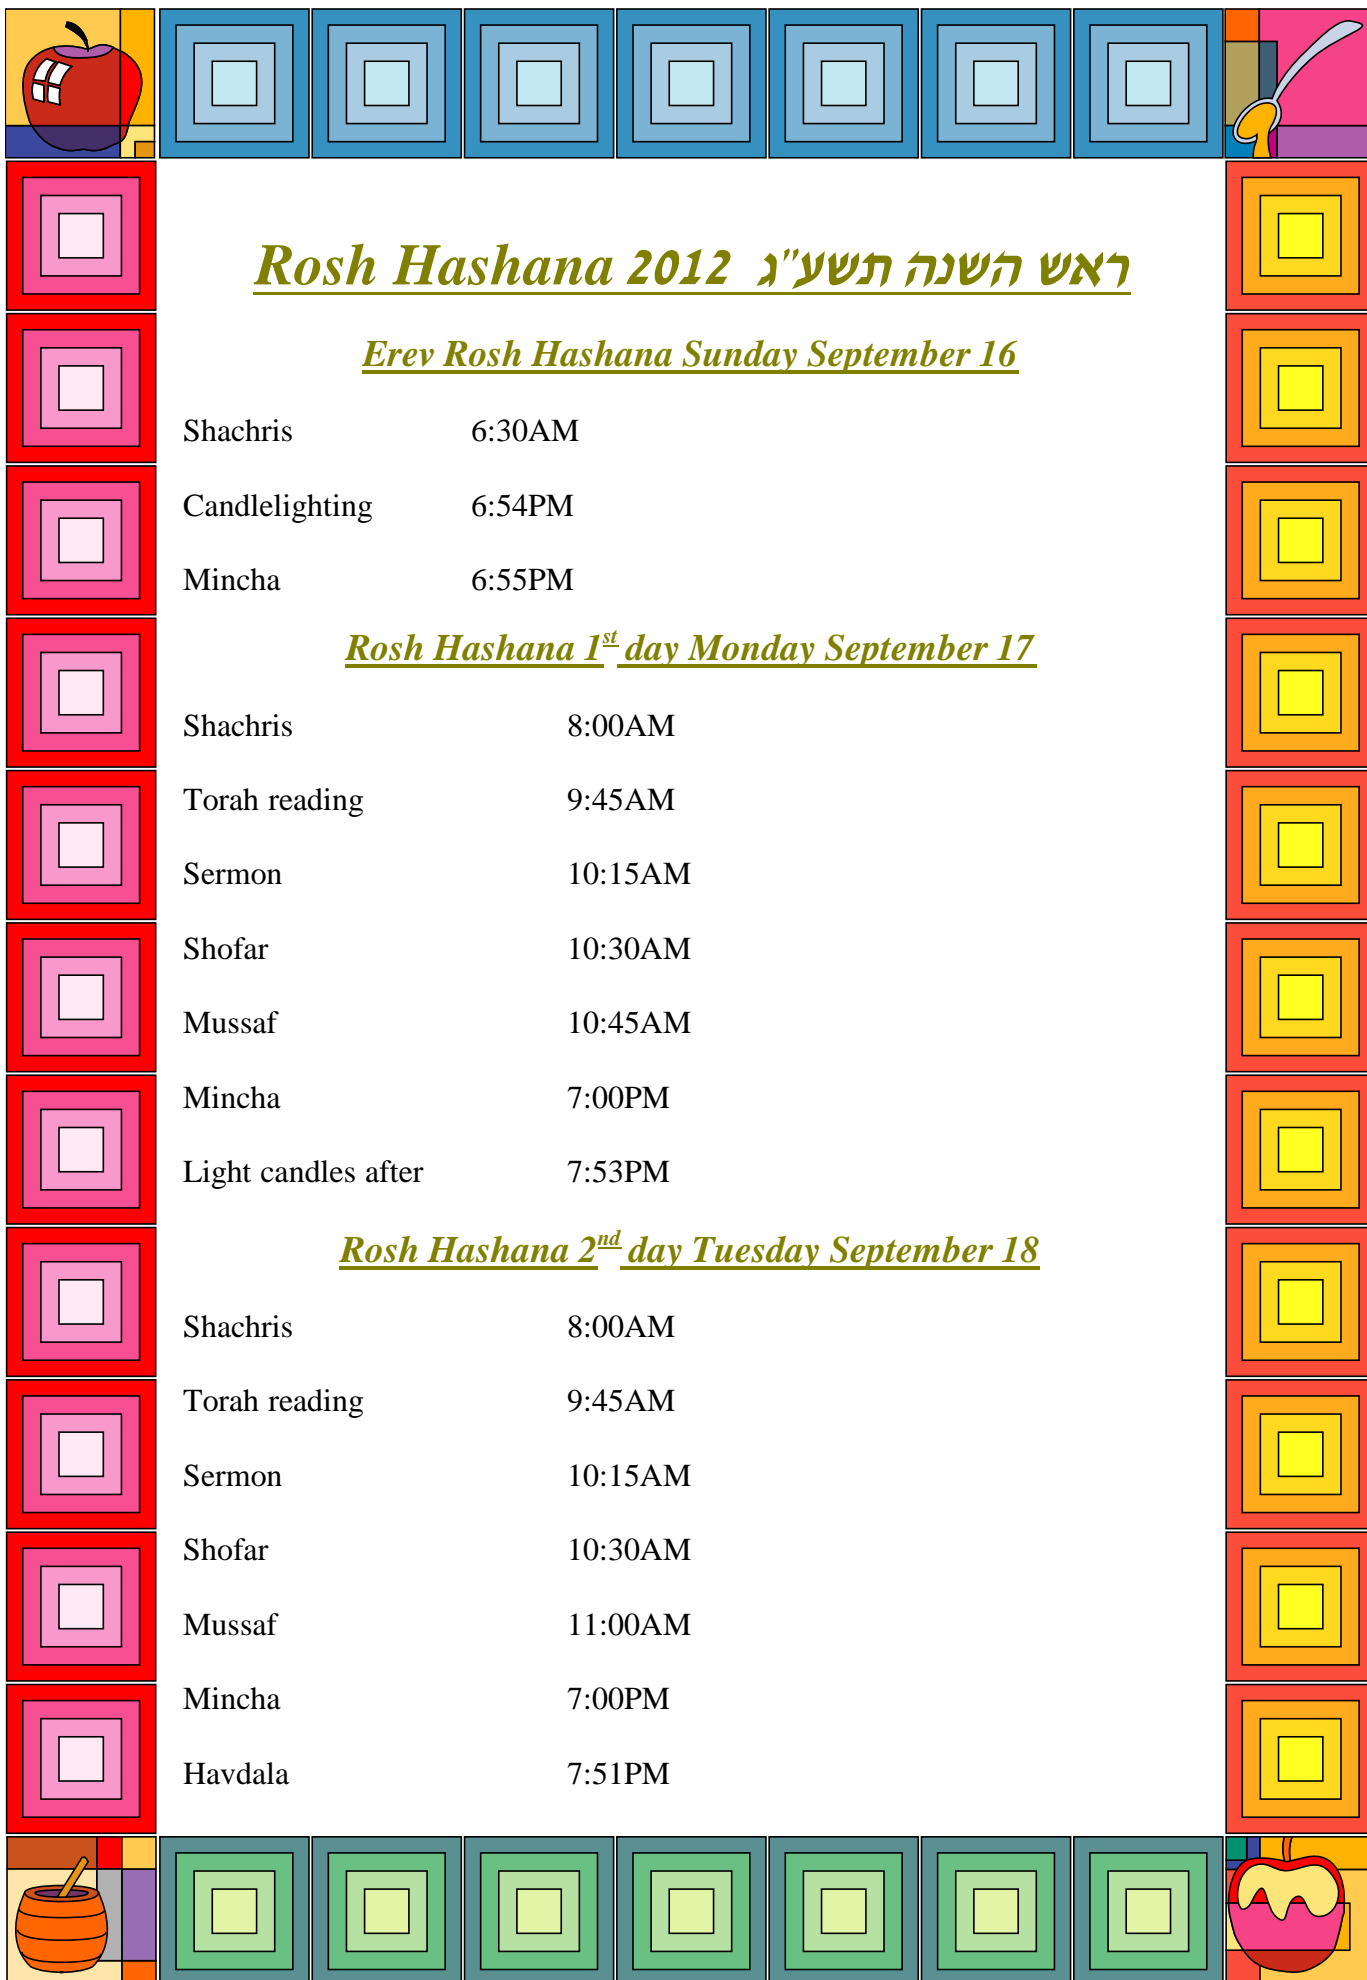 Rosh Hashana 2012 ראש השנה תשע"ג
Erev Rosh Hashana Sunday September 16
Shachris 6:30AM
Candlelighting 6:54PM
Mincha 6:55PM
Rosh Hashana 1st day Monday September 17
Shachris 8:00AM
Torah reading 9:45AM
Sermon 10:15AM
Shofar 10:30AM
Mussaf 10:45AM
Mincha 7:00PM
Light candles after 7:53PM
Rosh Hashana 2nd day Tuesday September 18
Shachris 8:00AM
Torah reading 9:45AM
Sermon 10:15AM
Shofar 10:30AM
Mussaf 11:00AM
Mincha 7:00PM
Havdala 7:51PM